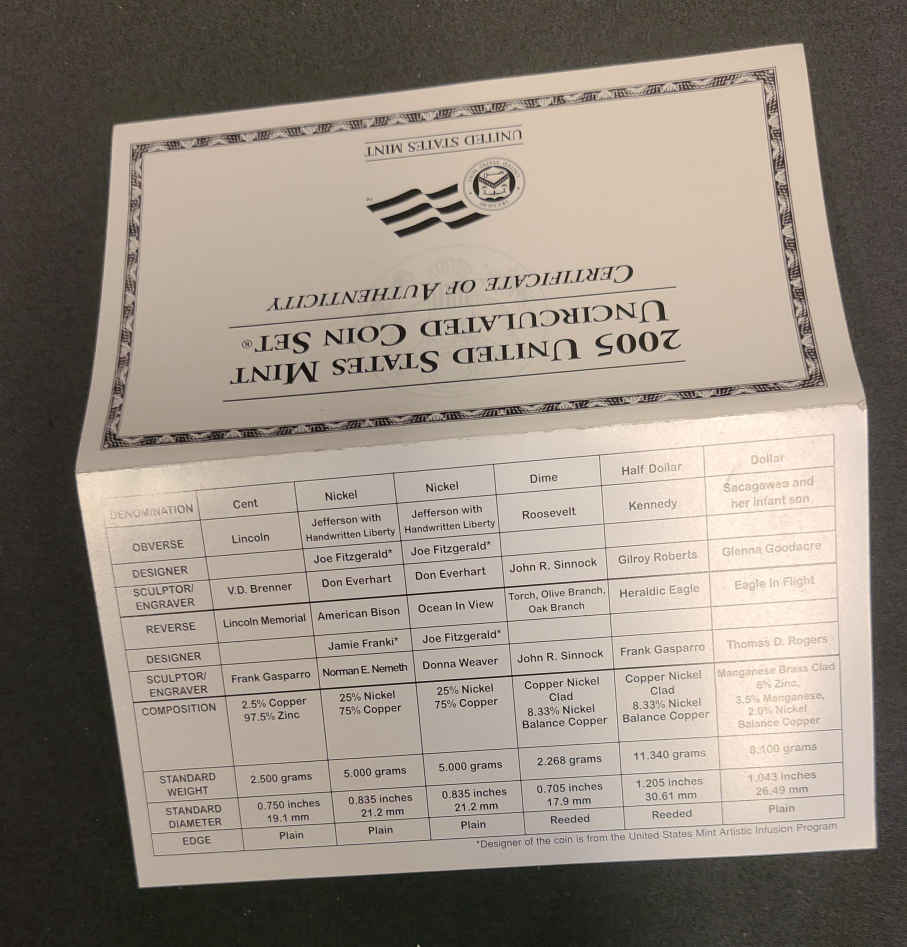 UNITED STATES MINT
CERTIFICATE OF AUTHENTICITY
2005 UNITED STATES MINT
UNCIRCULATED COIN SET®
DENOMINATION Cent Nickel Nickel Dime Half Dollar Dollar
OBVERSE Lincoln Jefferson with Handwritten Liberty Jefferson with Handwritten Liberty Roosevelt Kennedy Sacagawea and her infant son
DESIGNER Joe Fitzgerald* Joe Fitzgerald*
SCULPTOR/ENGRAVER V.D. Brenner Don Everhart Don Everhart John R. Sinnock Gilroy Roberts Glenna Goodacre
REVERSE Lincoln Memorial American Bison Ocean In View Torch, Olive Branch, Oak Branch Heraldic Eagle Eagle In Flight
DESIGNER Jamie Franki* Joe Fitzgerald*
SCULPTOR/ENGRAVER Frank Gasparro Norman E. Nemeth Donna Weaver John R. Sinnock Frank Gasparro Thomas D. Rogers
COMPOSITION 2.5% Copper 97.5% Zinc 25% Nickel 75% Copper 25% Nickel 75% Copper Copper Nickel Clad 8.33% Nickel Balance Copper Copper Nickel Clad 8.33% Nickel Balance Copper Manganese Brass Clad 6% Zinc, 3.5% Manganese, 2.0% Nickel Balance Copper
STANDARD WEIGHT 2.500 grams 5.000 grams 5.000 grams 2.268 grams 11.340 grams 8.100 grams
STANDARD DIAMETER 0.750 inches 19.1 mm 0.835 inches 21.2 mm 0.835 inches 21.2 mm 0.705 inches 17.9 mm 1.205 inches 30.61 mm 1.043 inches 26.49 mm
EDGE Plain Plain Plain Reeded Reeded Plain
*Designer of the coin is from the United States Mint Artistic Infusion Program